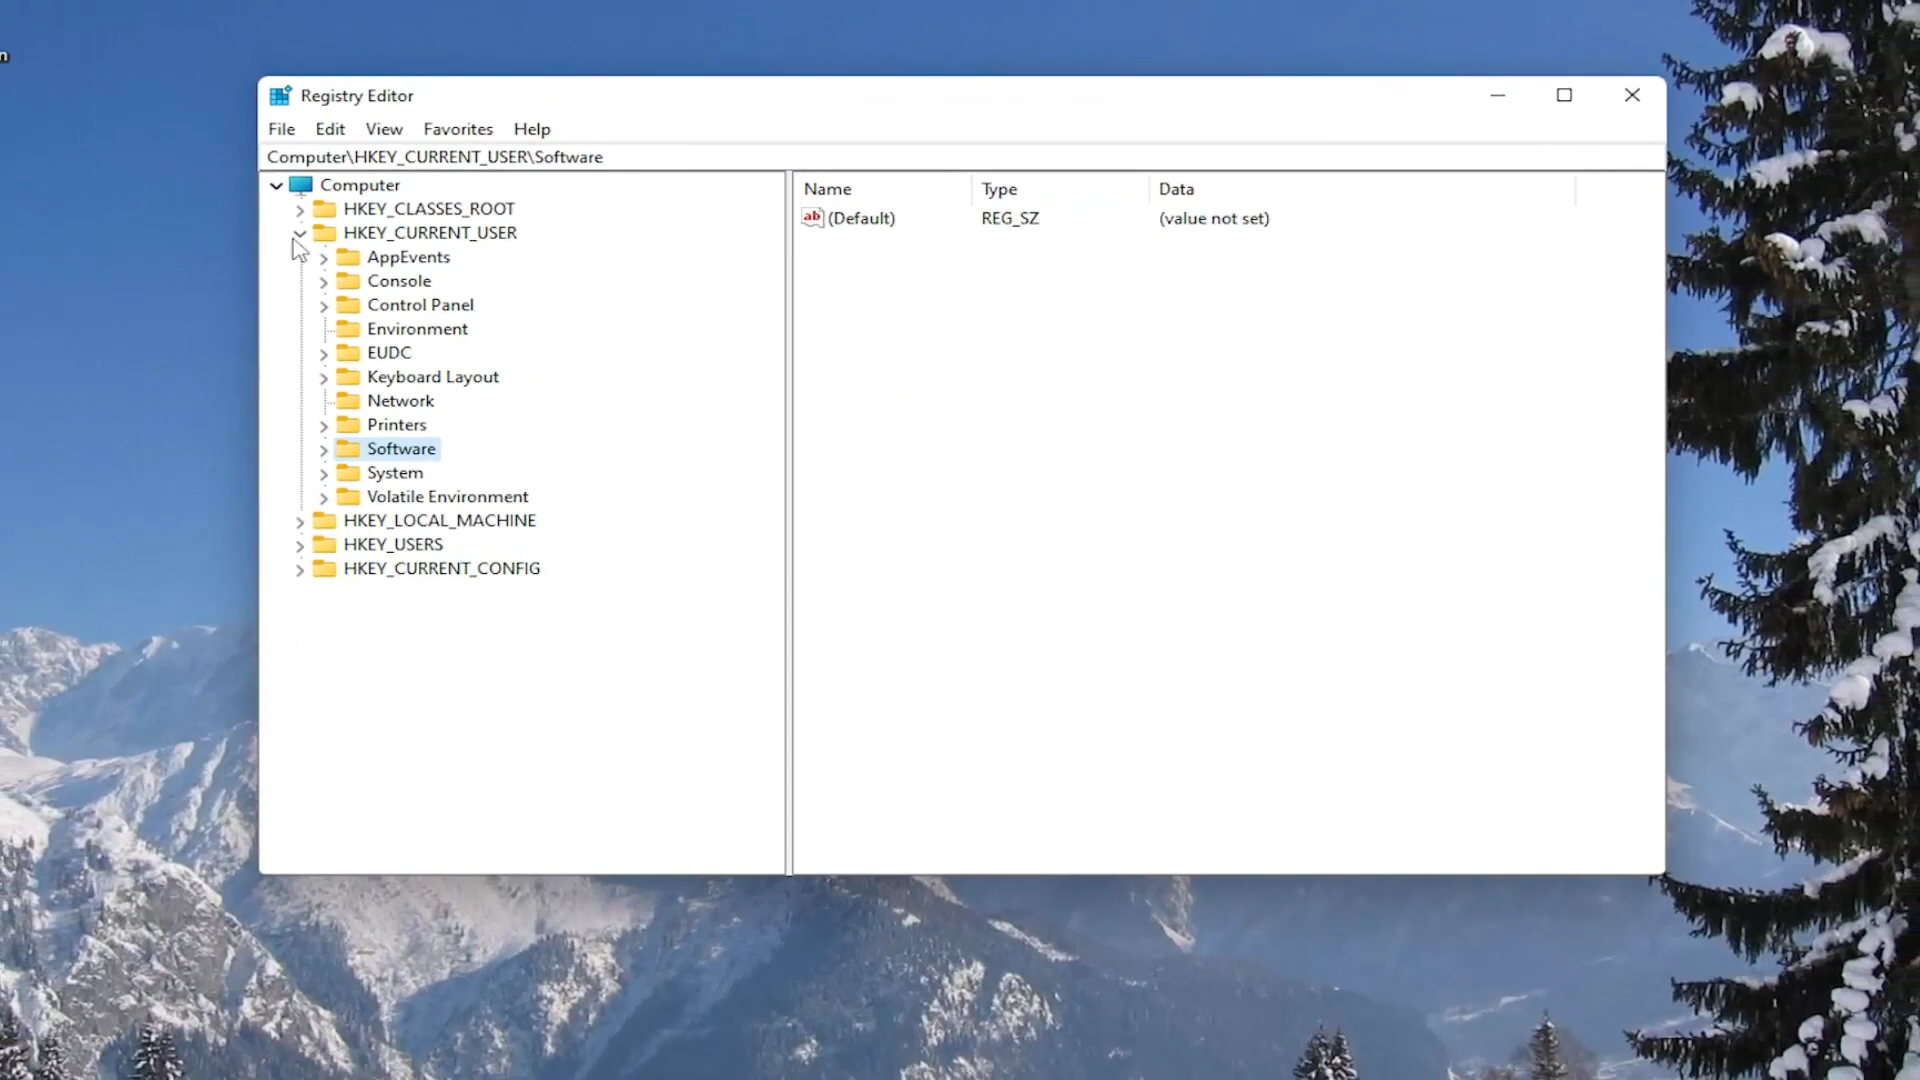 n
Registry Editor
File Edit View Favorites Help
Computer\HKEY_CURRENT_USER\Software
Computer
HKEY_CLASSES_ROOT
HKEY_CURRENT_USER
AppEvents
Console
Control Panel
Environment
EUDC
Keyboard Layout
Network
Printers
Software
System
Volatile Environment
HKEY_LOCAL_MACHINE
HKEY_USERS
HKEY_CURRENT_CONFIG
Name Type Data
ab (Default) REG_SZ (value not set)